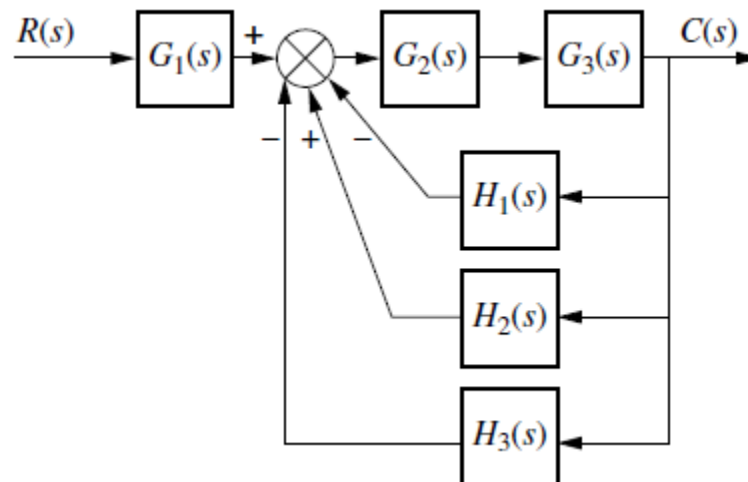 R(s) G₁(s) + G₂(s) G₃(s) C(s)
− + −
H₁(s)
H₂(s)
H₃(s)